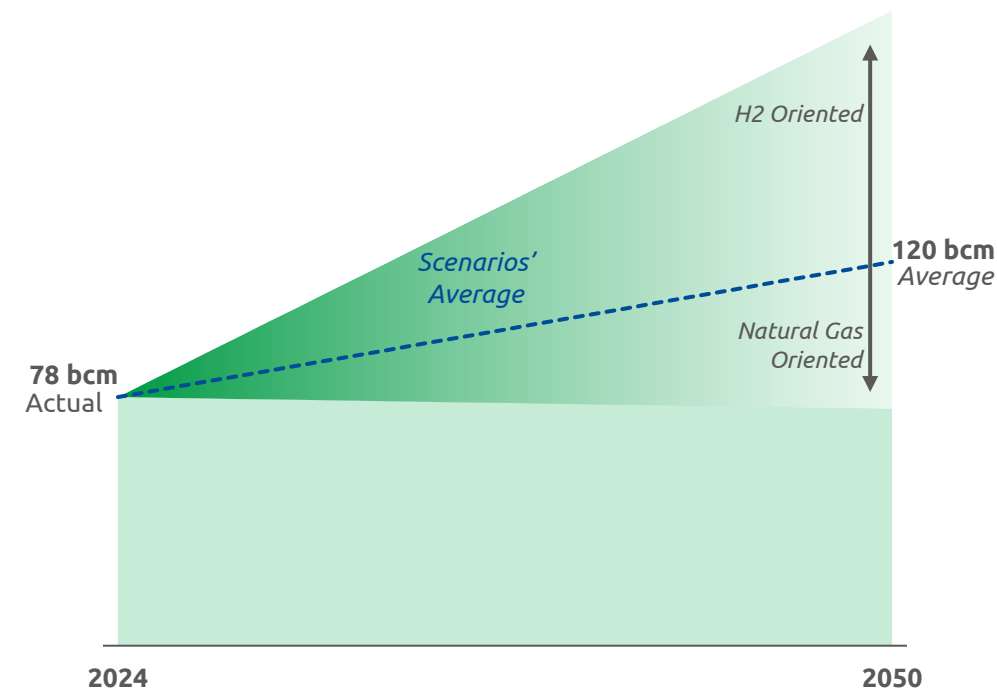 H2 Oriented
120 bcm
Average
Scenarios’
Average
Natural Gas
Oriented
78 bcm
Actual
2024
2050